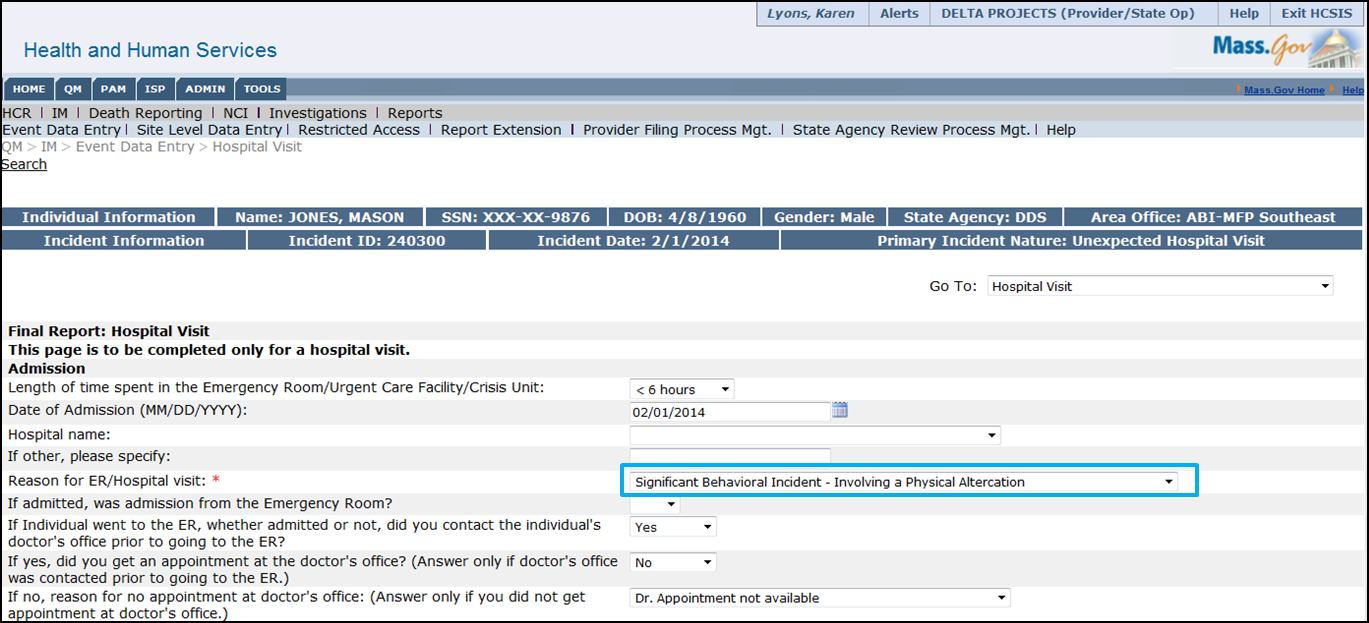 Lyons, Karen Alerts DELTA PROJECTS (Provider/State Op) Help Exit HCSIS
Health and Human Services
Mass.Gov
HOME QM PAM ISP ADMIN TOOLS
Mass.Gov Home Help
HCR | IM | Death Reporting | NCI | Investigations | Reports
Event Data Entry | Site Level Data Entry | Restricted Access | Report Extension | Provider Filing Process Mgt. | State Agency Review Process Mgt. | Help
QM > IM > Event Data Entry > Hospital Visit
Search
Individual Information Name: JONES, MASON SSN: XXX-XX-9876 DOB: 4/8/1960 Gender: Male State Agency: DDS Area Office: ABI-MFP Southeast
Incident Information Incident ID: 240300 Incident Date: 2/1/2014 Primary Incident Nature: Unexpected Hospital Visit
Go To: Hospital Visit
Final Report: Hospital Visit
This page is to be completed only for a hospital visit.
Admission
Length of time spent in the Emergency Room/Urgent Care Facility/Crisis Unit: < 6 hours
Date of Admission (MM/DD/YYYY): 02/01/2014
Hospital name:
If other, please specify:
Reason for ER/Hospital visit: * Significant Behavioral Incident - Involving a Physical Altercation
If admitted, was admission from the Emergency Room?
If Individual went to the ER, whether admitted or not, did you contact the individual's
doctor's office prior to going to the ER? Yes
If yes, did you get an appointment at the doctor's office? (Answer only if doctor's office
was contacted prior to going to the ER.) No
If no, reason for no appointment at doctor's office: (Answer only if you did not get
appointment at doctor's office.) Dr. Appointment not available